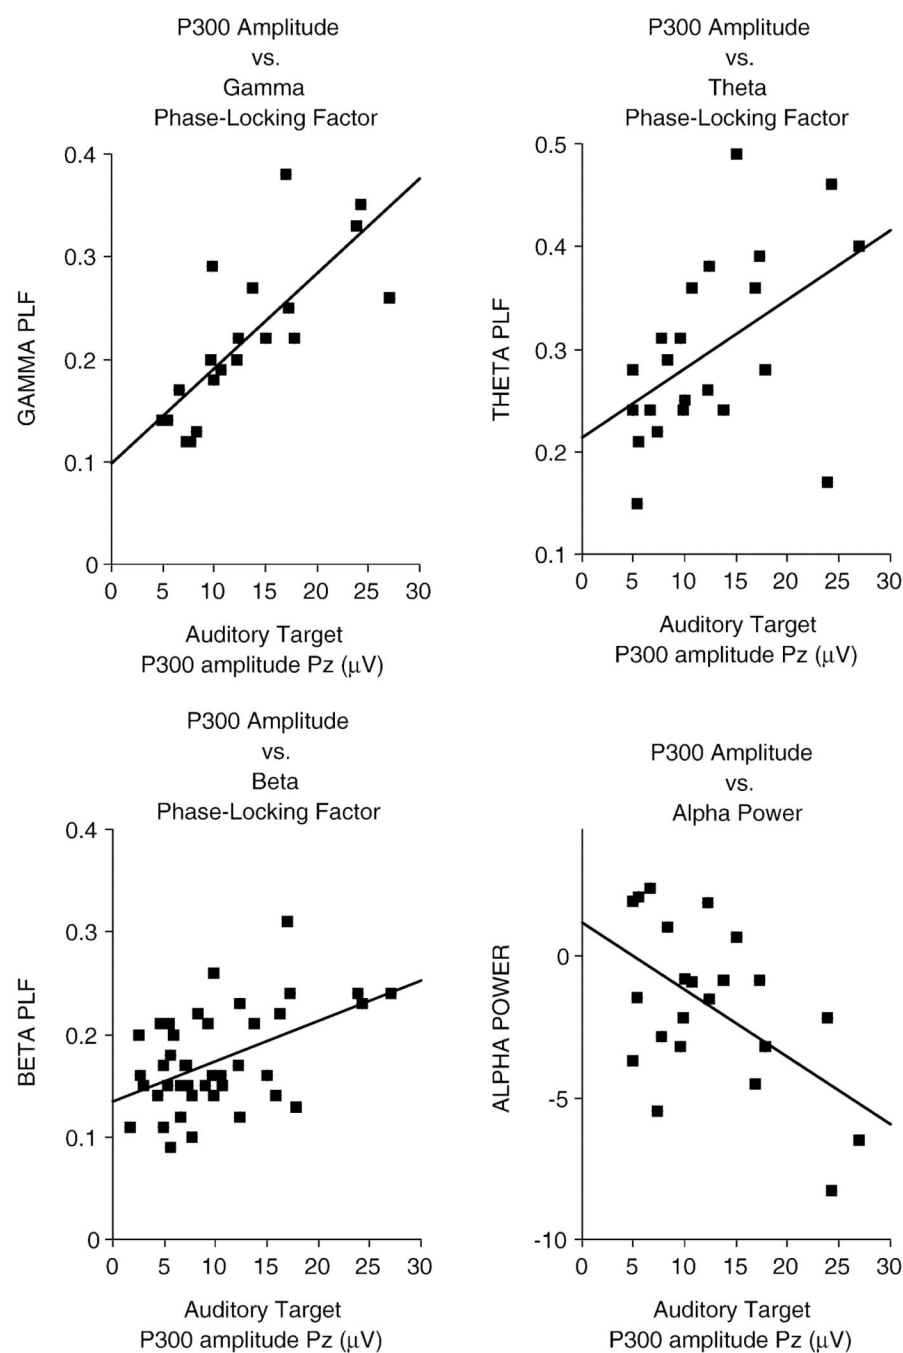 P300 Amplitude
vs.
Gamma
Phase-Locking Factor
0.4
0.3
0.2
0.1
0
GAMMA PLF
0 5 10 15 20 25 30
Auditory Target
P300 amplitude Pz (μV)
P300 Amplitude
vs.
Theta
Phase-Locking Factor
0.5
0.4
0.3
0.2
0.1
THETA PLF
0 5 10 15 20 25 30
Auditory Target
P300 amplitude Pz (μV)
P300 Amplitude
vs.
Beta
Phase-Locking Factor
0.4
0.3
0.2
0.1
0
BETA PLF
0 5 10 15 20 25 30
Auditory Target
P300 amplitude Pz (μV)
P300 Amplitude
vs.
Alpha Power
0
-5
-10
ALPHA POWER
0 5 10 15 20 25 30
Auditory Target
P300 amplitude Pz (μV)